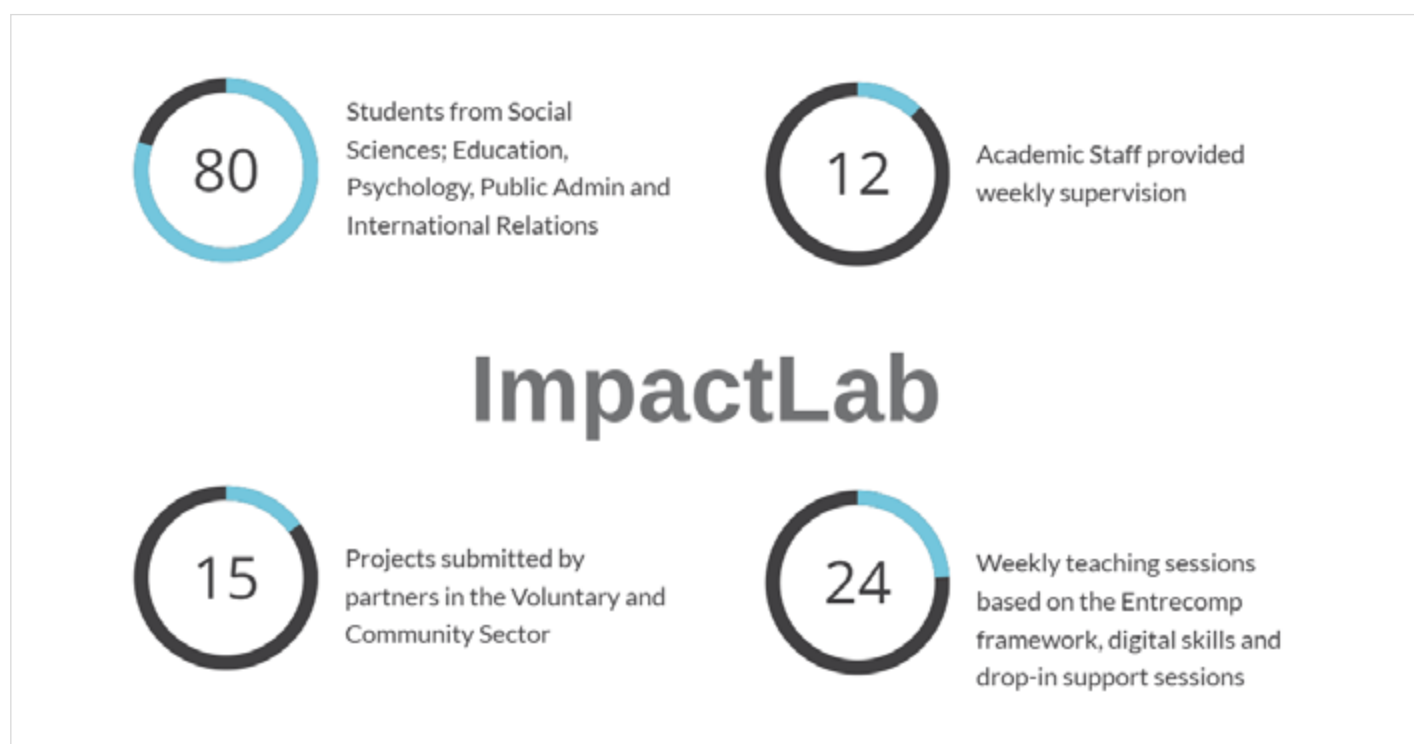 80
Students from Social
Sciences; Education,
Psychology, Public Admin and
International Relations
12
Academic Staff provided
weekly supervision
ImpactLab
15
Projects submitted by
partners in the Voluntary and
Community Sector
24
Weekly teaching sessions
based on the Entrecomp
framework, digital skills and
drop-in support sessions